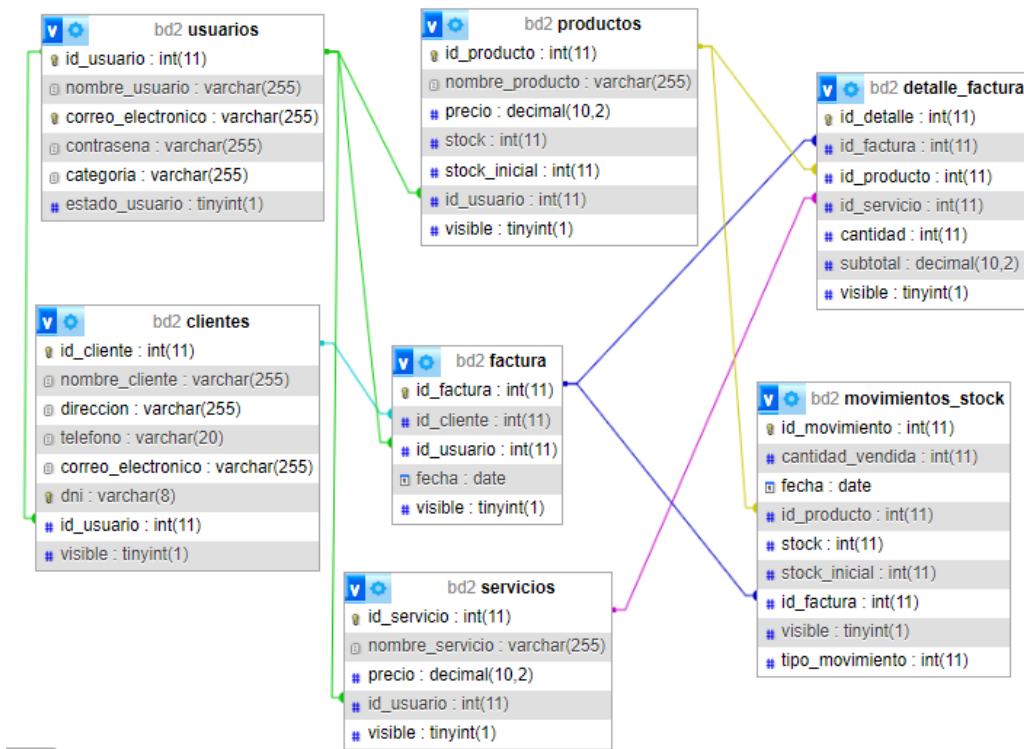 bd2 usuarios
id_usuario : int(11)
nombre_usuario : varchar(255)
correo_electronico : varchar(255)
contrasena : varchar(255)
categoria : varchar(255)
estado_usuario : tinyint(1)
bd2 productos
id_producto : int(11)
nombre_producto : varchar(255)
precio : decimal(10,2)
stock : int(11)
stock_inicial : int(11)
id_usuario : int(11)
visible : tinyint(1)
bd2 detalle_factura
id_detalle : int(11)
id_factura : int(11)
id_producto : int(11)
id_servicio : int(11)
cantidad : int(11)
subtotal : decimal(10,2)
visible : tinyint(1)
bd2 clientes
id_cliente : int(11)
nombre_cliente : varchar(255)
direccion : varchar(255)
telefono : varchar(20)
correo_electronico : varchar(255)
dni : varchar(8)
id_usuario : int(11)
visible : tinyint(1)
bd2 factura
id_factura : int(11)
id_cliente : int(11)
id_usuario : int(11)
fecha : date
visible : tinyint(1)
bd2 movimientos_stock
id_movimiento : int(11)
cantidad_vendida : int(11)
fecha : date
id_producto : int(11)
stock : int(11)
stock_inicial : int(11)
id_factura : int(11)
visible : tinyint(1)
tipo_movimiento : int(11)
bd2 servicios
id_servicio : int(11)
nombre_servicio : varchar(255)
precio : decimal(10,2)
id_usuario : int(11)
visible : tinyint(1)